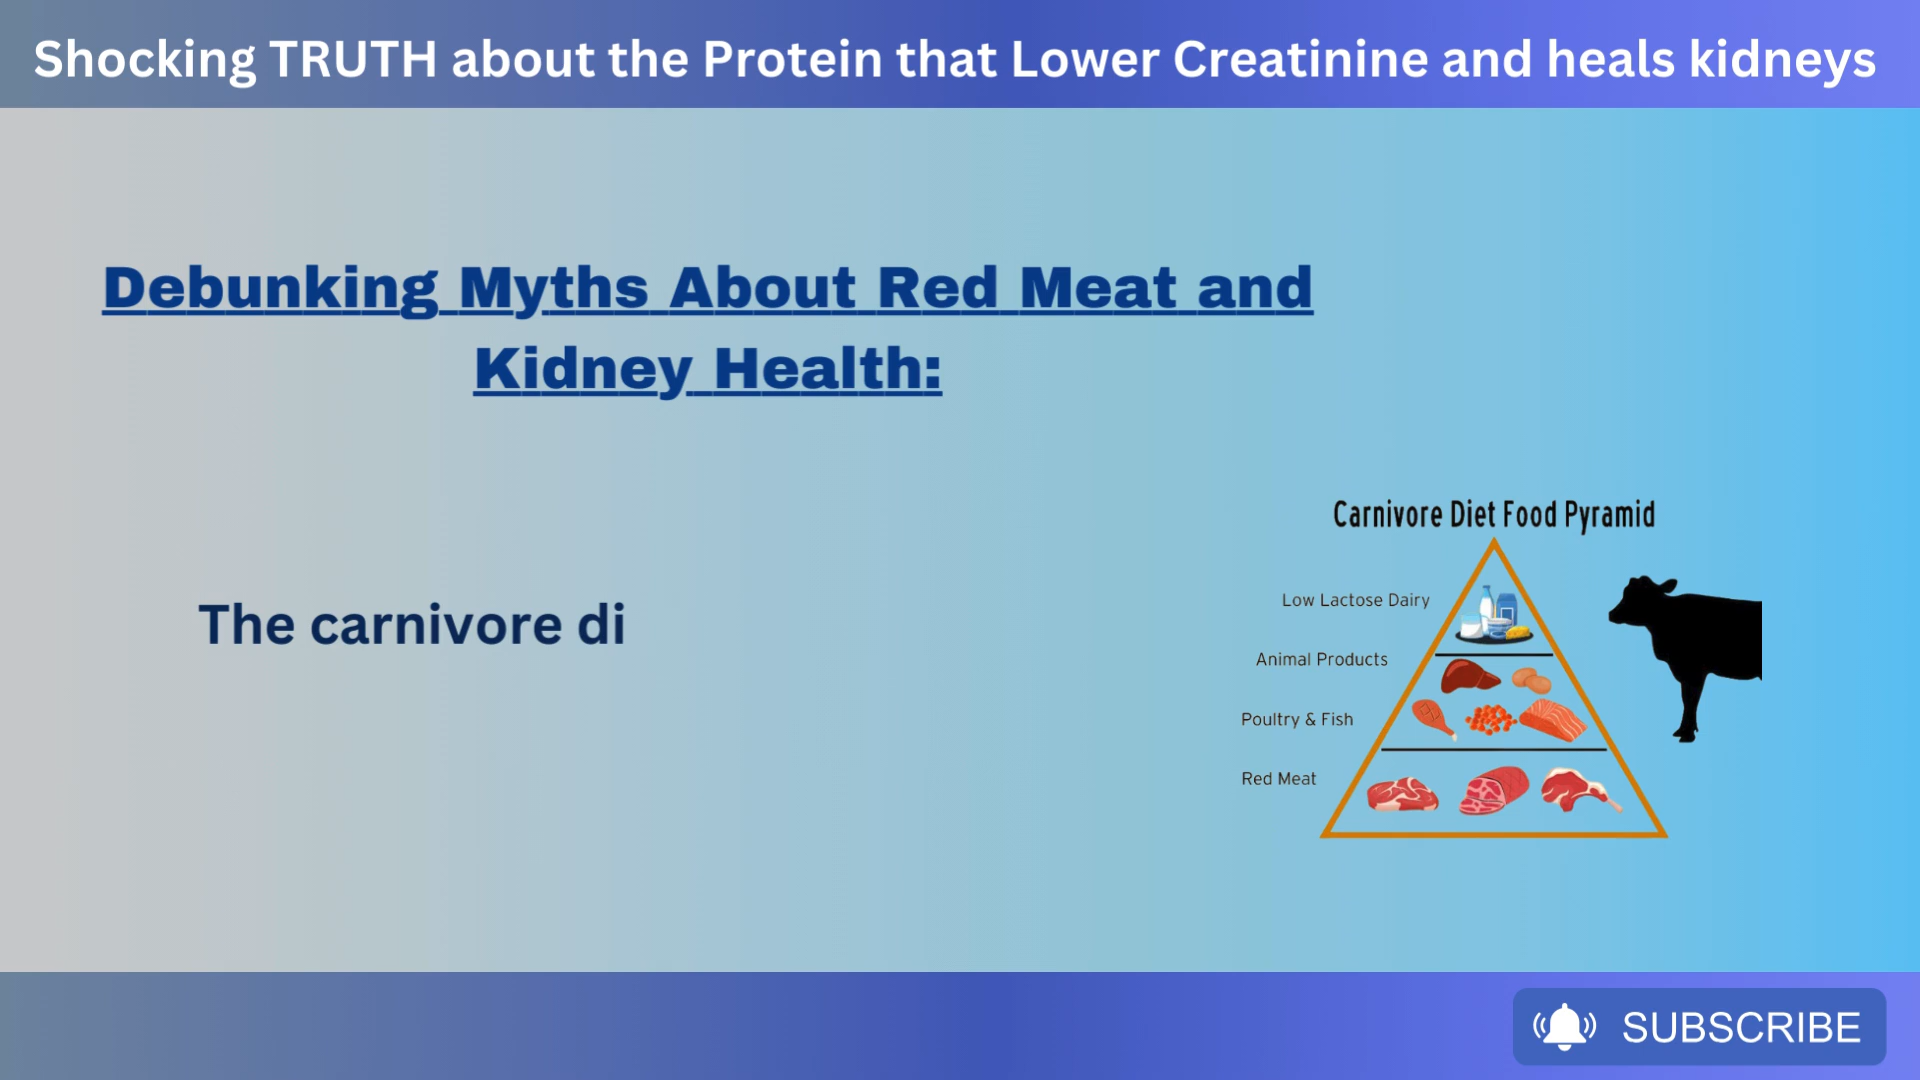 Shocking TRUTH about the Protein that Lower Creatinine and heals kidneys
Debunking Myths About Red Meat and
Kidney Health:
The carnivore di
Carnivore Diet Food Pyramid
Low Lactose Dairy
Animal Products
Poultry & Fish
Red Meat
SUBSCRIBE